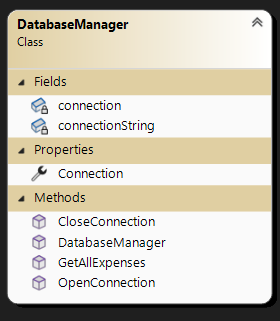 DatabaseManager
Class
Fields
connection
connectionString
Properties
Connection
Methods
CloseConnection
DatabaseManager
GetAllExpenses
OpenConnection